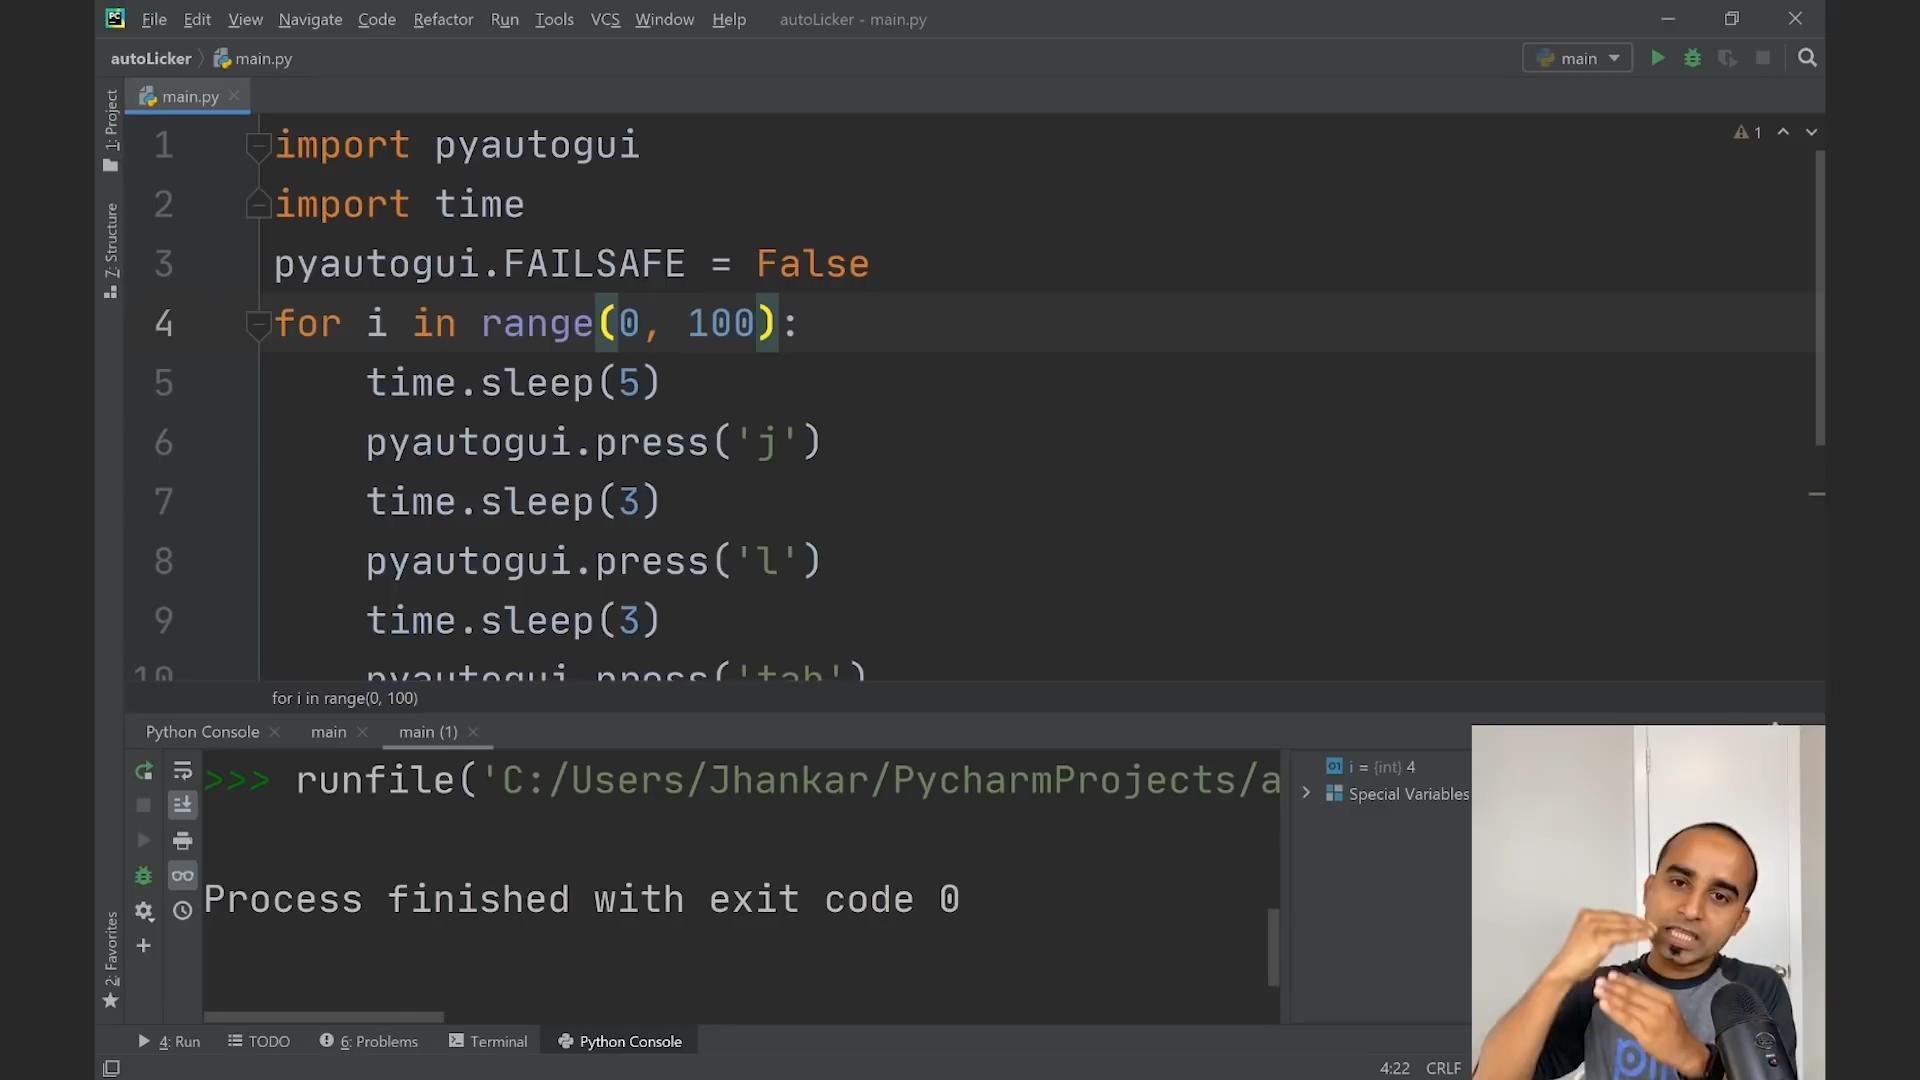 File Edit View Navigate Code Refactor Run Tools VCS Window Help autoLicker - main.py
autoLicker main.py main
main.py
1: Project
7: Structure
2: Favorites
1
1 import pyautogui
2 import time
3 pyautogui.FAILSAFE = False
4 for i in range(0, 100):
5 time.sleep(5)
6 pyautogui.press('j')
7 time.sleep(3)
8 pyautogui.press('l')
9 time.sleep(3)
10 pyautogui.press('tab')
for i in range(0, 100)
Python Console main main (1)
>>> runfile('C:/Users/Jhankar/PycharmProjects/a
i = {int} 4
Special Variables
Process finished with exit code 0
4: Run TODO 6: Problems Terminal Python Console
4:22 CRLF